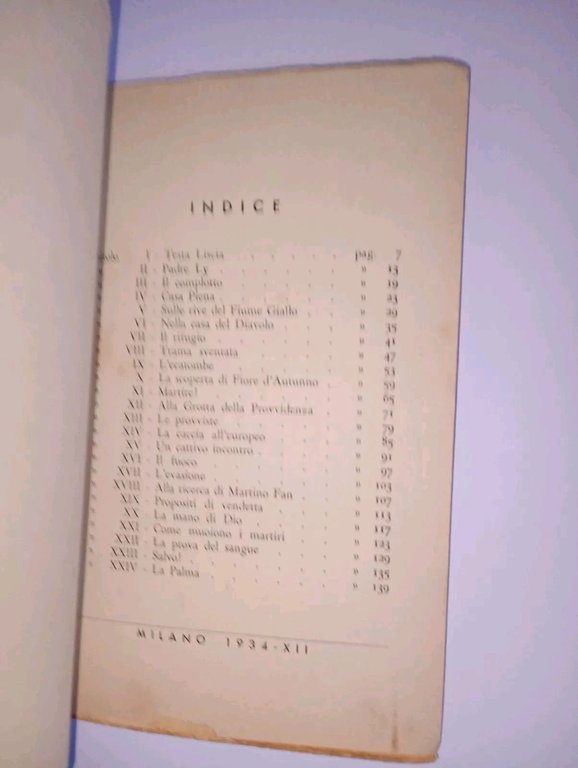 INDICE
I - Testa Liscia . . . . . pag. 7
» II - Padre Ly . . . . . » 13
» III - Il complotto . . . . . » 19
» IV - Casa Piena . . . . . » 23
» V - Sulle rive del Fiume Giallo . . . » 29
» VI - Nella casa del Diavolo . . . . » 35
» VII - Il rifugio . . . . . » 41
» VIII - Trama sventata . . . . . » 47
» IX - L'ecatombe . . . . . » 53
» X - La scoperta di Fiore d'Autunno . . » 59
» XI - Martire! . . . . . » 65
» XII - Alla Grotta della Provvidenza . . » 71
» XIII - Le provviste . . . . . » 79
» XIV - La caccia all'europeo . . . . » 85
» XV - Un cattivo incontro . . . . » 91
» XVI - Il fuoco . . . . . » 97
» XVII - L'evasione . . . . . » 103
» XVIII - Alla ricerca di Martino Fan . . » 107
» XIX - Propositi di vendetta . . . . » 113
» XX - La mano di Dio . . . . . » 117
» XXI - Come muoiono i martiri . . . » 123
» XXII - La prova del sangue . . . . » 129
» XXIII - Salvo! . . . . . » 135
» XXIV - La Palma . . . . . » 139
MILANO 1934-XII